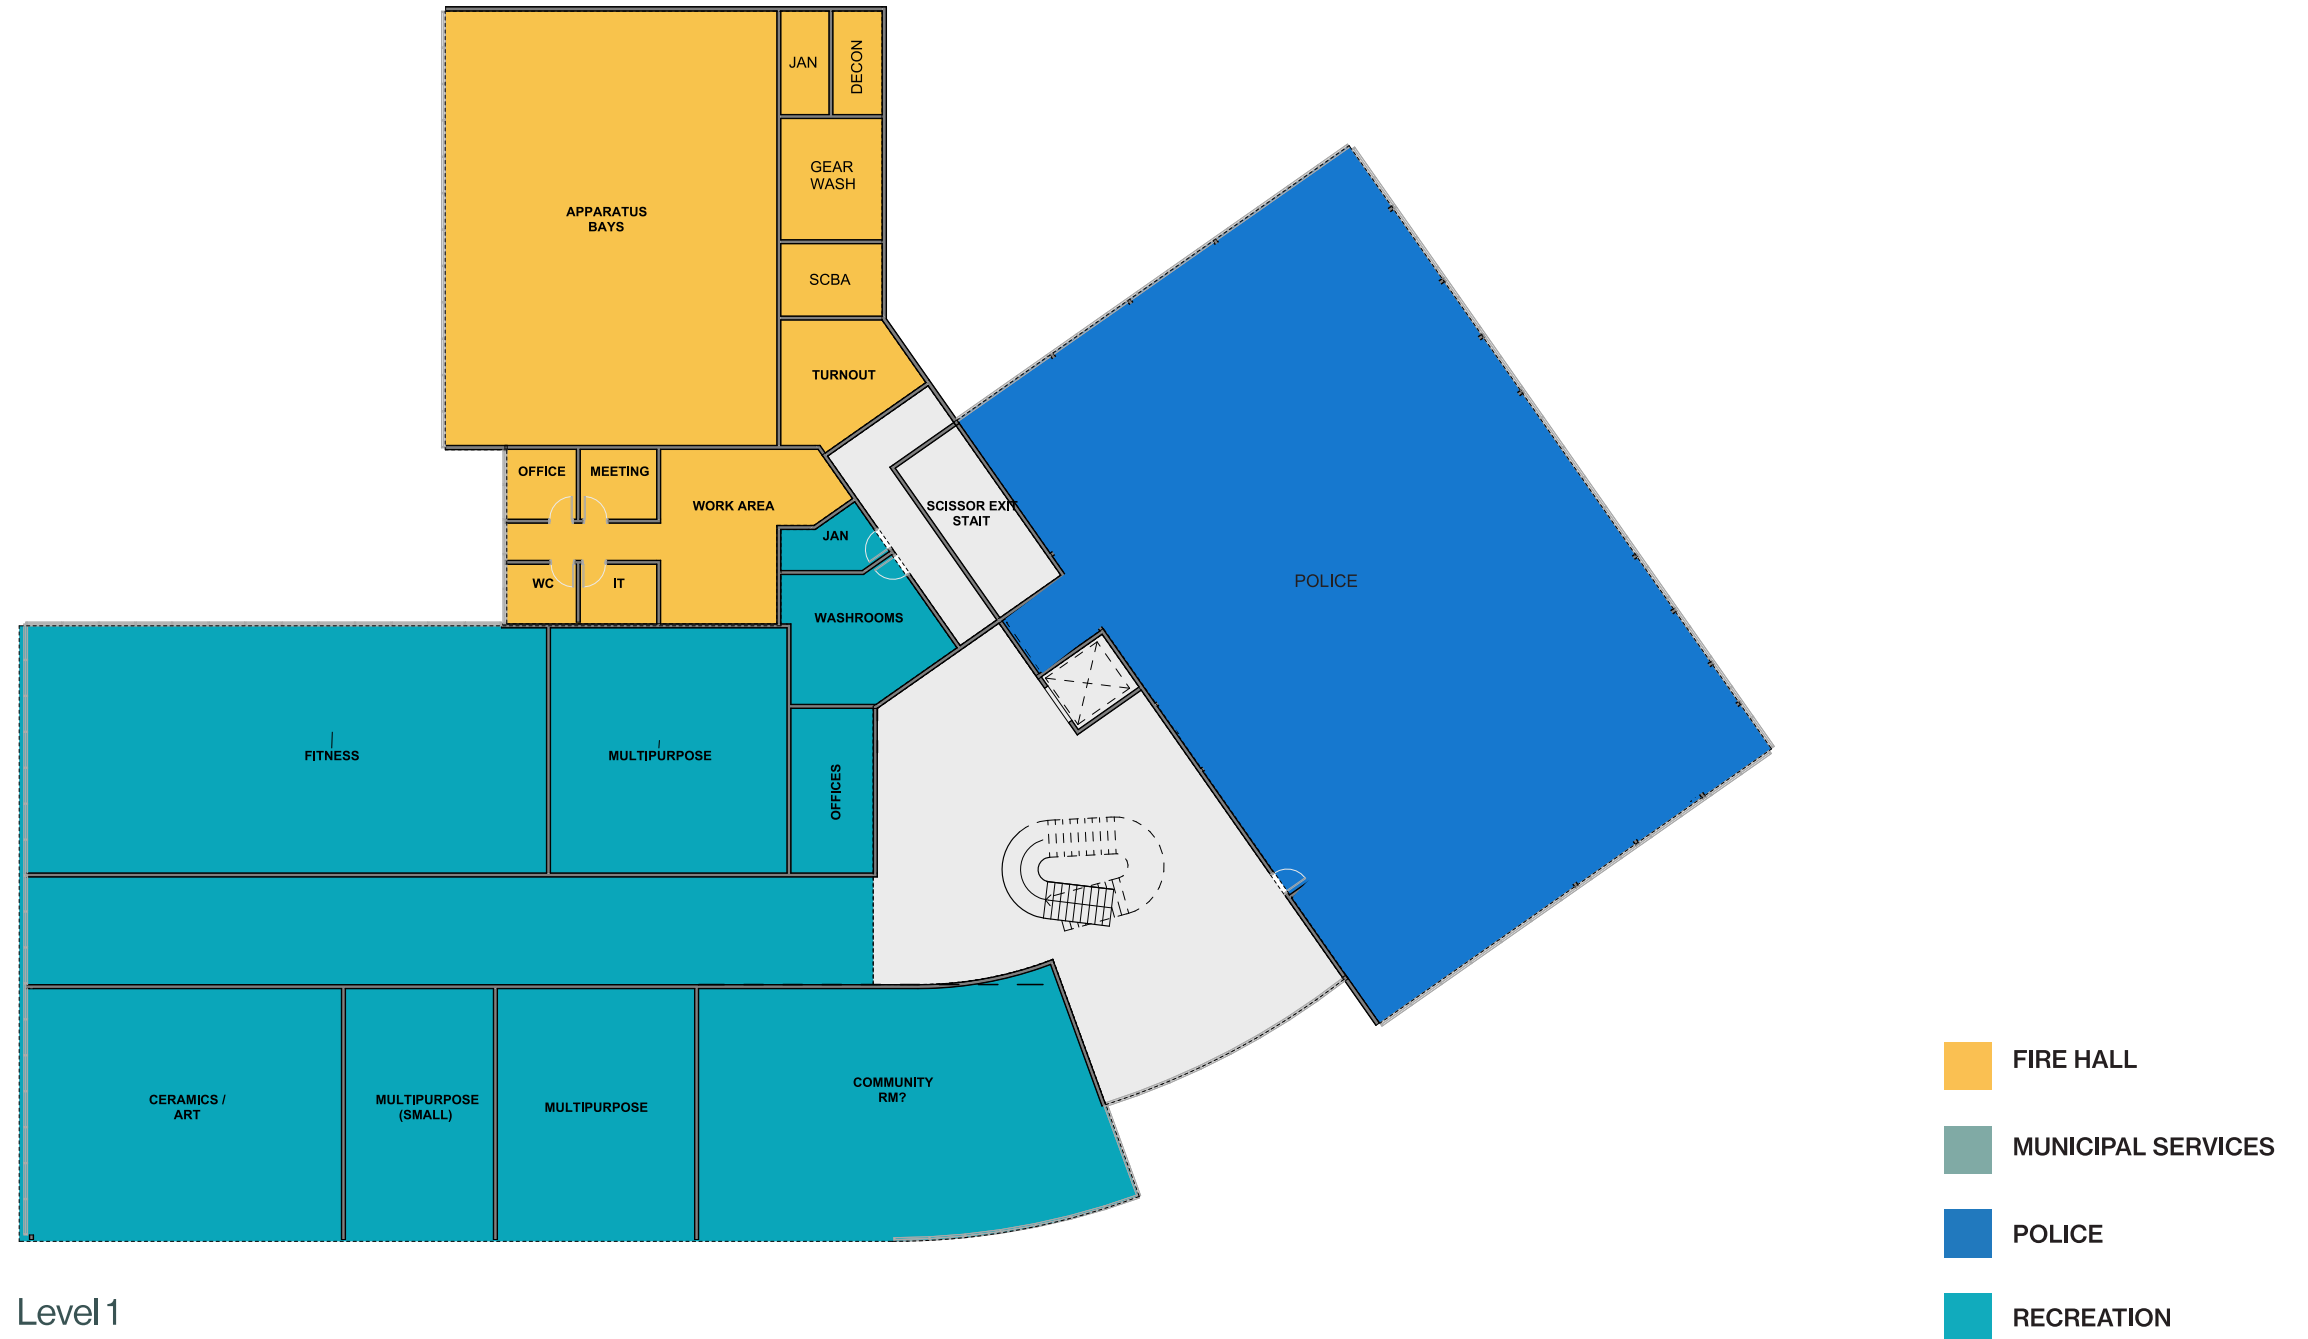 JAN
DECON
GEAR
WASH
APPARATUS
BAYS
SCBA
TURNOUT
OFFICE
MEETING
WORK AREA
SCISSOR EXIT
STAIT
JAN
WC
IT
POLICE
WASHROOMS
FITNESS
MULTIPURPOSE
OFFICES
CERAMICS /
ART
MULTIPURPOSE
(SMALL)
MULTIPURPOSE
COMMUNITY
RM?
FIRE HALL
MUNICIPAL SERVICES
POLICE
RECREATION
Level 1